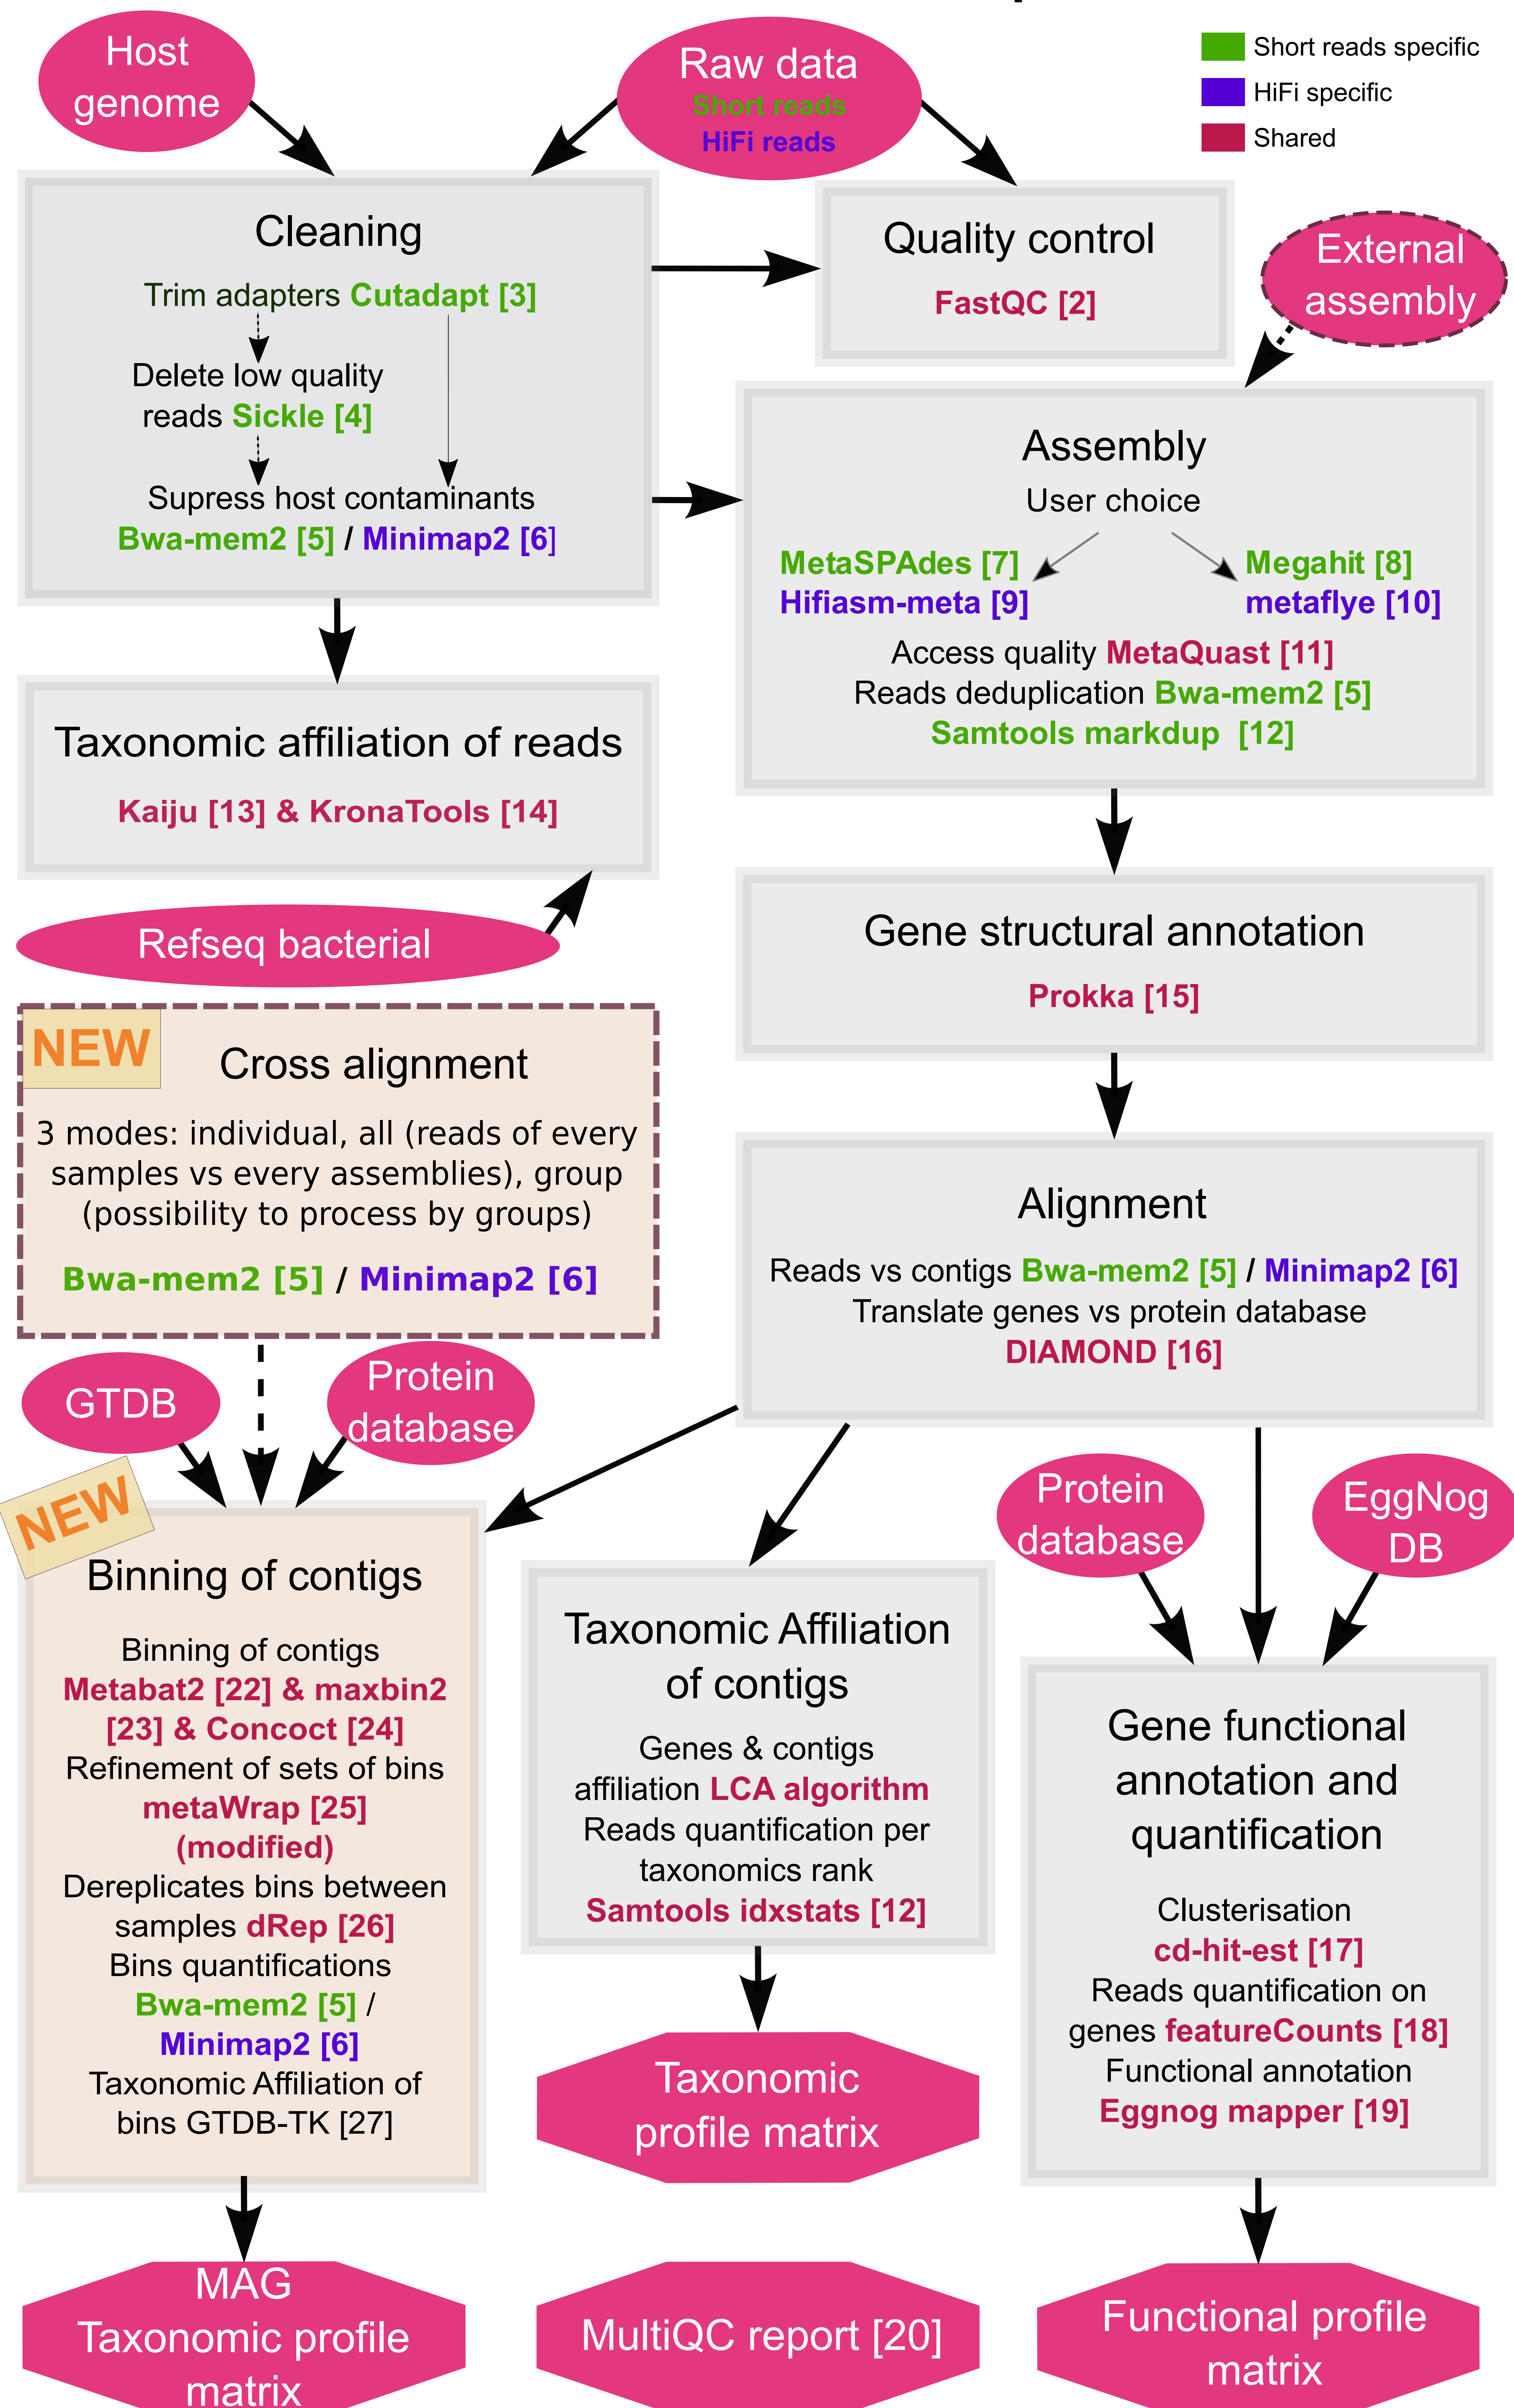 Host
genome
Raw data
Short reads
HiFi reads
Short reads specific
HiFi specific
Shared
Cleaning
Trim adapters Cutadapt [3]
Delete low quality
reads Sickle [4]
Supress host contaminants
Bwa-mem2 [5] / Minimap2 [6]
Quality control
FastQC [2]
External
assembly
Assembly
User choice
MetaSPAdes [7]
Hifiasm-meta [9]
Megahit [8]
metaflye [10]
Access quality MetaQuast [11]
Reads deduplication Bwa-mem2 [5]
Samtools markdup [12]
Taxonomic affiliation of reads
Kaiju [13] & KronaTools [14]
Refseq bacterial
Gene structural annotation
Prokka [15]
NEW
Cross alignment
3 modes: individual, all (reads of every
samples vs every assemblies), group
(possibility to process by groups)
Bwa-mem2 [5] / Minimap2 [6]
Alignment
Reads vs contigs Bwa-mem2 [5] / Minimap2 [6]
Translate genes vs protein database
DIAMOND [16]
GTDB
Protein
database
Protein
database
EggNog
DB
NEW
Binning of contigs
Binning of contigs
Metabat2 [22] & maxbin2
[23] & Concoct [24]
Refinement of sets of bins
metaWrap [25]
(modified)
Dereplicates bins between
samples dRep [26]
Bins quantifications
Bwa-mem2 [5] /
Minimap2 [6]
Taxonomic Affiliation of
bins GTDB-TK [27]
Taxonomic Affiliation
of contigs
Genes & contigs
affiliation LCA algorithm
Reads quantification per
taxonomics rank
Samtools idxstats [12]
Gene functional
annotation and
quantification
Clusterisation
cd-hit-est [17]
Reads quantification on
genes featureCounts [18]
Functional annotation
Eggnog mapper [19]
Taxonomic
profile matrix
MAG
Taxonomic profile
matrix
MultiQC report [20]
Functional profile
matrix